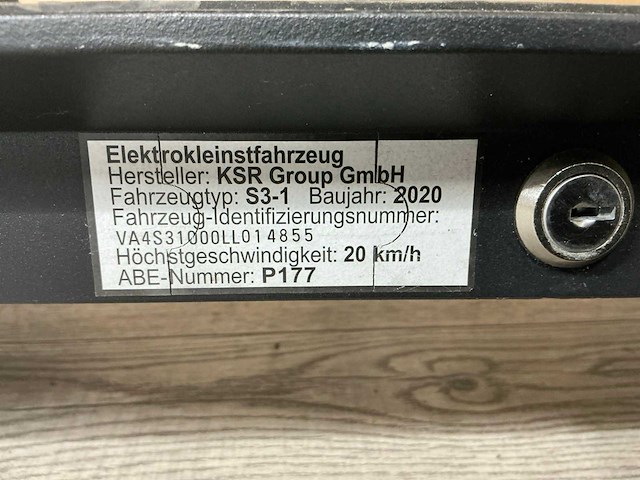 Elektrokleinstfahrzeug
Hersteller: KSR Group GmbH
Fahrzeugtyp: S3-1 Baujahr: 2020
Fahrzeug-Identifizierungsnummer:
VA4S31000LL014855
Höchstgeschwindigkeit: 20 km/h
ABE-Nummer: P177